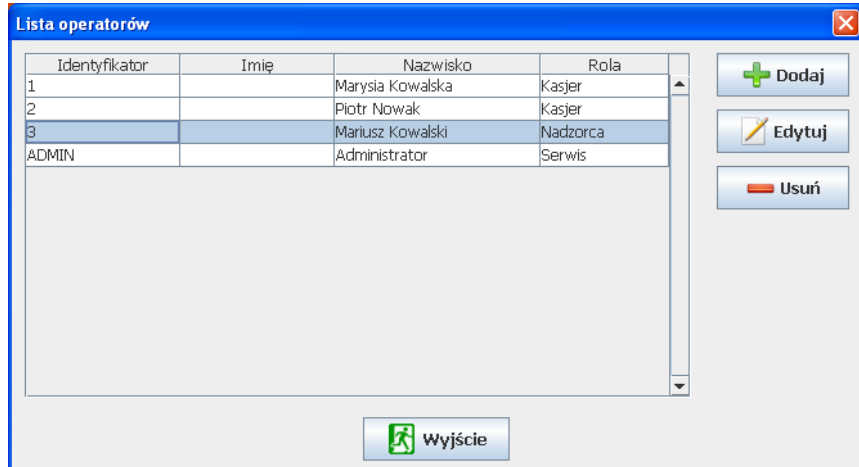 Lista operatorów
Identyfikator Imię Nazwisko Rola
1 Marysia Kowalska Kasjer
2 Piotr Nowak Kasjer
3 Mariusz Kowalski Nadzorca
ADMIN Administrator Serwis
Dodaj
Edytuj
Usuń
Wyjście